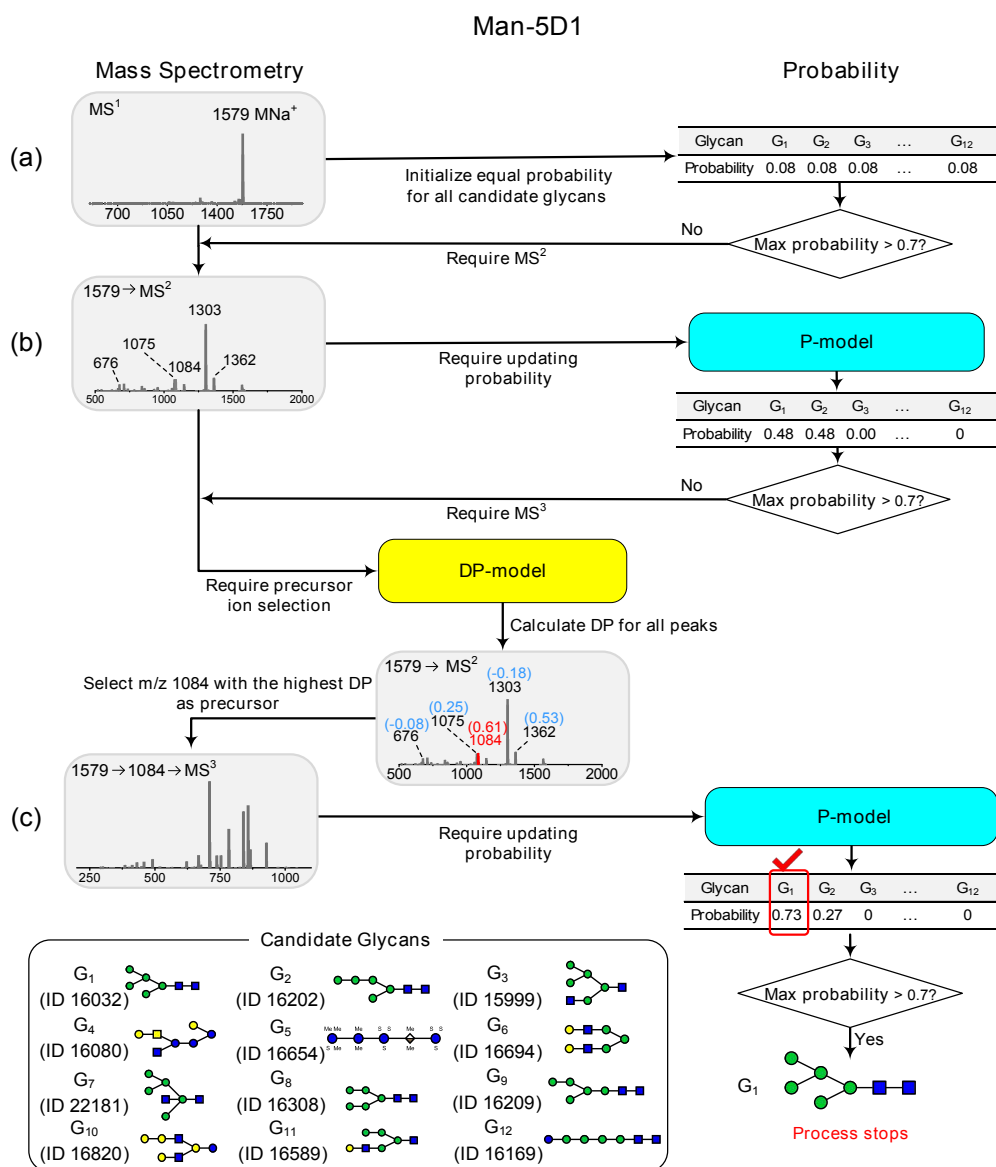 Man-5D1
Mass Spectrometry
Probability
(a)
MS¹
1579 MNa⁺
700 1050 1400 1750
Initialize equal probability
for all candidate glycans
Glycan G₁ G₂ G₃ … G₁₂
Probability 0.08 0.08 0.08 … 0.08
Max probability > 0.7?
No
Require MS²
(b)
1579→MS²
1303
1075
1084
1362
676
500 1000 1500 2000
Require updating
probability
P-model
Glycan G₁ G₂ G₃ … G₁₂
Probability 0.48 0.48 0.00 … 0
Max probability > 0.7?
No
Require MS³
Require precursor
ion selection
DP-model
Calculate DP for all peaks
1579→ MS²
(-0.18)
1303
(0.25)
1075
(0.61)
1084
(0.53)
1362
(-0.08)
676
500 1000 1500 2000
Select m/z 1084 with the highest DP
as precursor
(c)
1579→1084→MS³
250 500 750 1000
Require updating
probability
P-model
Glycan G₁ G₂ G₃ … G₁₂
Probability 0.73 0.27 0 … 0
Max probability > 0.7?
Yes
G₁
Process stops
Candidate Glycans
G₁
(ID 16032)
G₂
(ID 16202)
G₃
(ID 15999)
G₄
(ID 16080)
G₅
(ID 16654)
Me Me Me S S Me S S
S Me Me S Me S
G₆
(ID 16694)
G₇
(ID 22181)
G₈
(ID 16308)
G₉
(ID 16209)
G₁₀
(ID 16820)
G₁₁
(ID 16589)
G₁₂
(ID 16169)